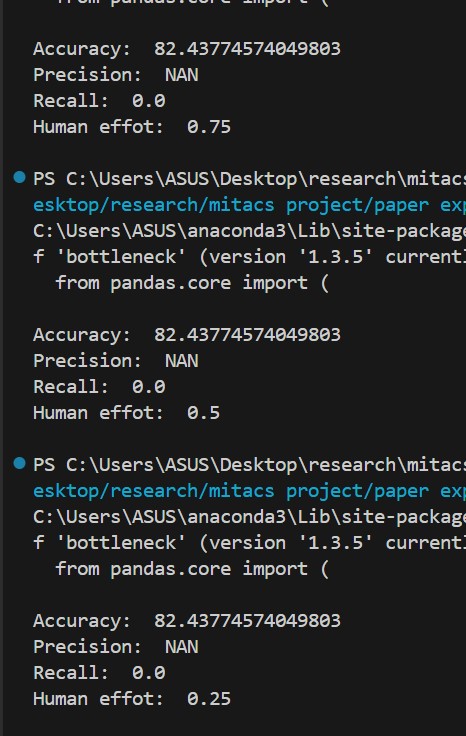 from pandas.core import (
Accuracy:  82.43774574049803
Precision:  NAN
Recall:  0.0
Human effot:  0.75
PS C:\Users\ASUS\Desktop\research\mitacs
esktop/research/mitacs project/paper exp
C:\Users\ASUS\anaconda3\Lib\site-package
f 'bottleneck' (version '1.3.5' currentl
from pandas.core import (
Accuracy:  82.43774574049803
Precision:  NAN
Recall:  0.0
Human effot:  0.5
PS C:\Users\ASUS\Desktop\research\mitacs
esktop/research/mitacs project/paper exp
C:\Users\ASUS\anaconda3\Lib\site-package
f 'bottleneck' (version '1.3.5' currentl
from pandas.core import (
Accuracy:  82.43774574049803
Precision:  NAN
Recall:  0.0
Human effot:  0.25